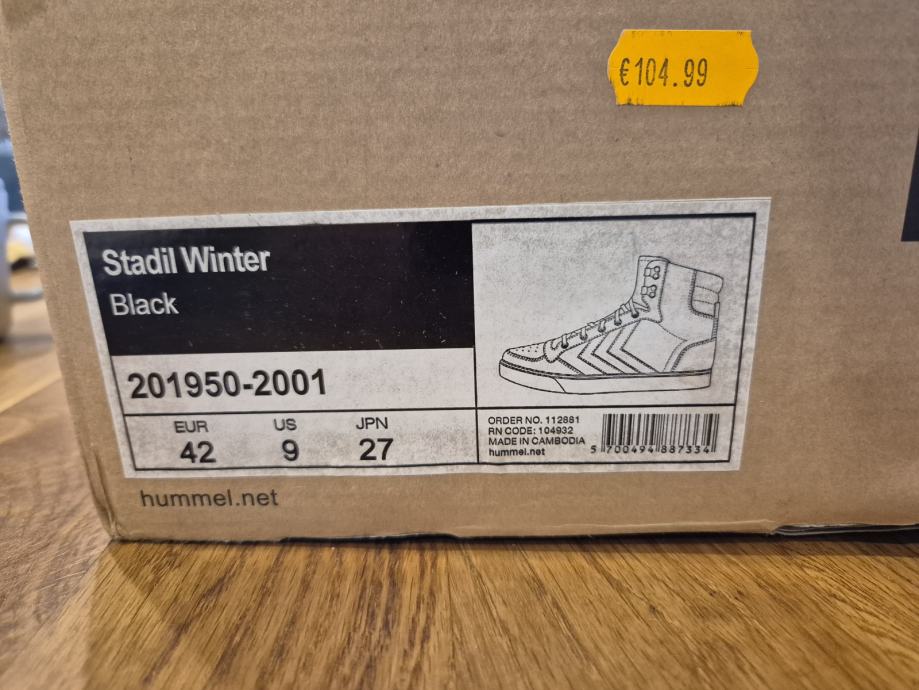 €104.99
Stadil Winter
Black
201950-2001
EUR US JPN
42 9 27
ORDER NO. 112881
RN CODE: 104932
MADE IN CAMBODIA
hummel.net
5 700494 887334
hummel.net